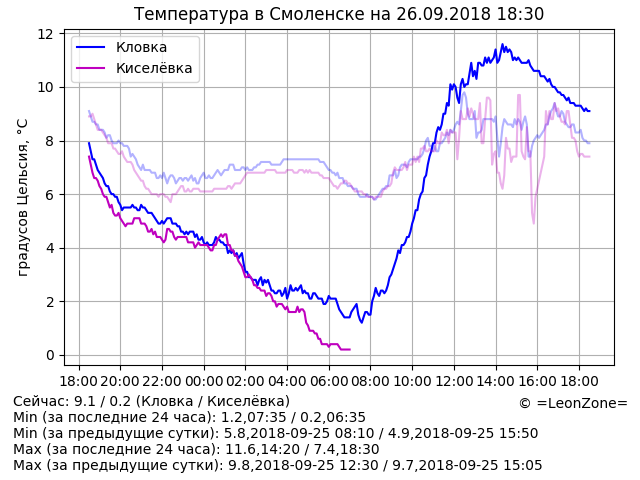 Температура в Смоленске на 26.09.2018 18:30
12
10
8
6
4
2
0
градусов Цельсия, °C
Кловка
Киселёвка
18:00 20:00 22:00 00:00 02:00 04:00 06:00 08:00 10:00 12:00 14:00 16:00 18:00
Сейчас: 9.1 / 0.2 (Кловка / Киселёвка)
© =LeonZone=
Min (за последние 24 часа): 1.2,07:35 / 0.2,06:35
Min (за предыдущие сутки): 5.8,2018-09-25 08:10 / 4.9,2018-09-25 15:50
Max (за последние 24 часа): 11.6,14:20 / 7.4,18:30
Max (за предыдущие сутки): 9.8,2018-09-25 12:30 / 9.7,2018-09-25 15:05